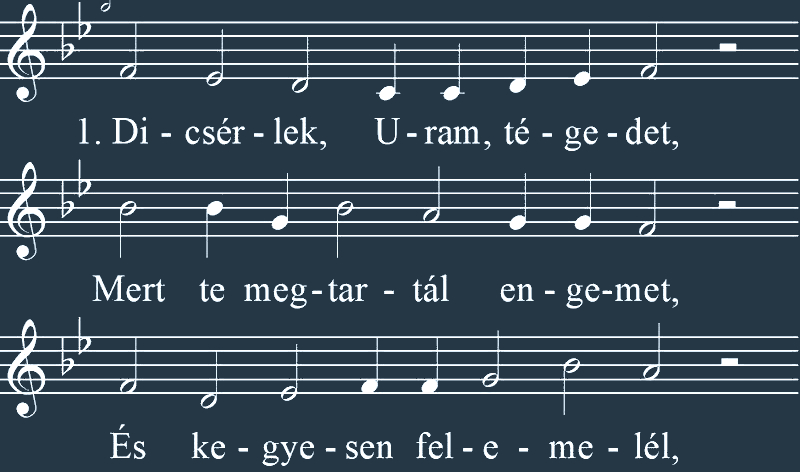 1. Di - csér - lek, U - ram, té - ge - det,
Mert te meg - tar - tál en - ge-met,
És ke - gye - sen fel - e - me - lél,